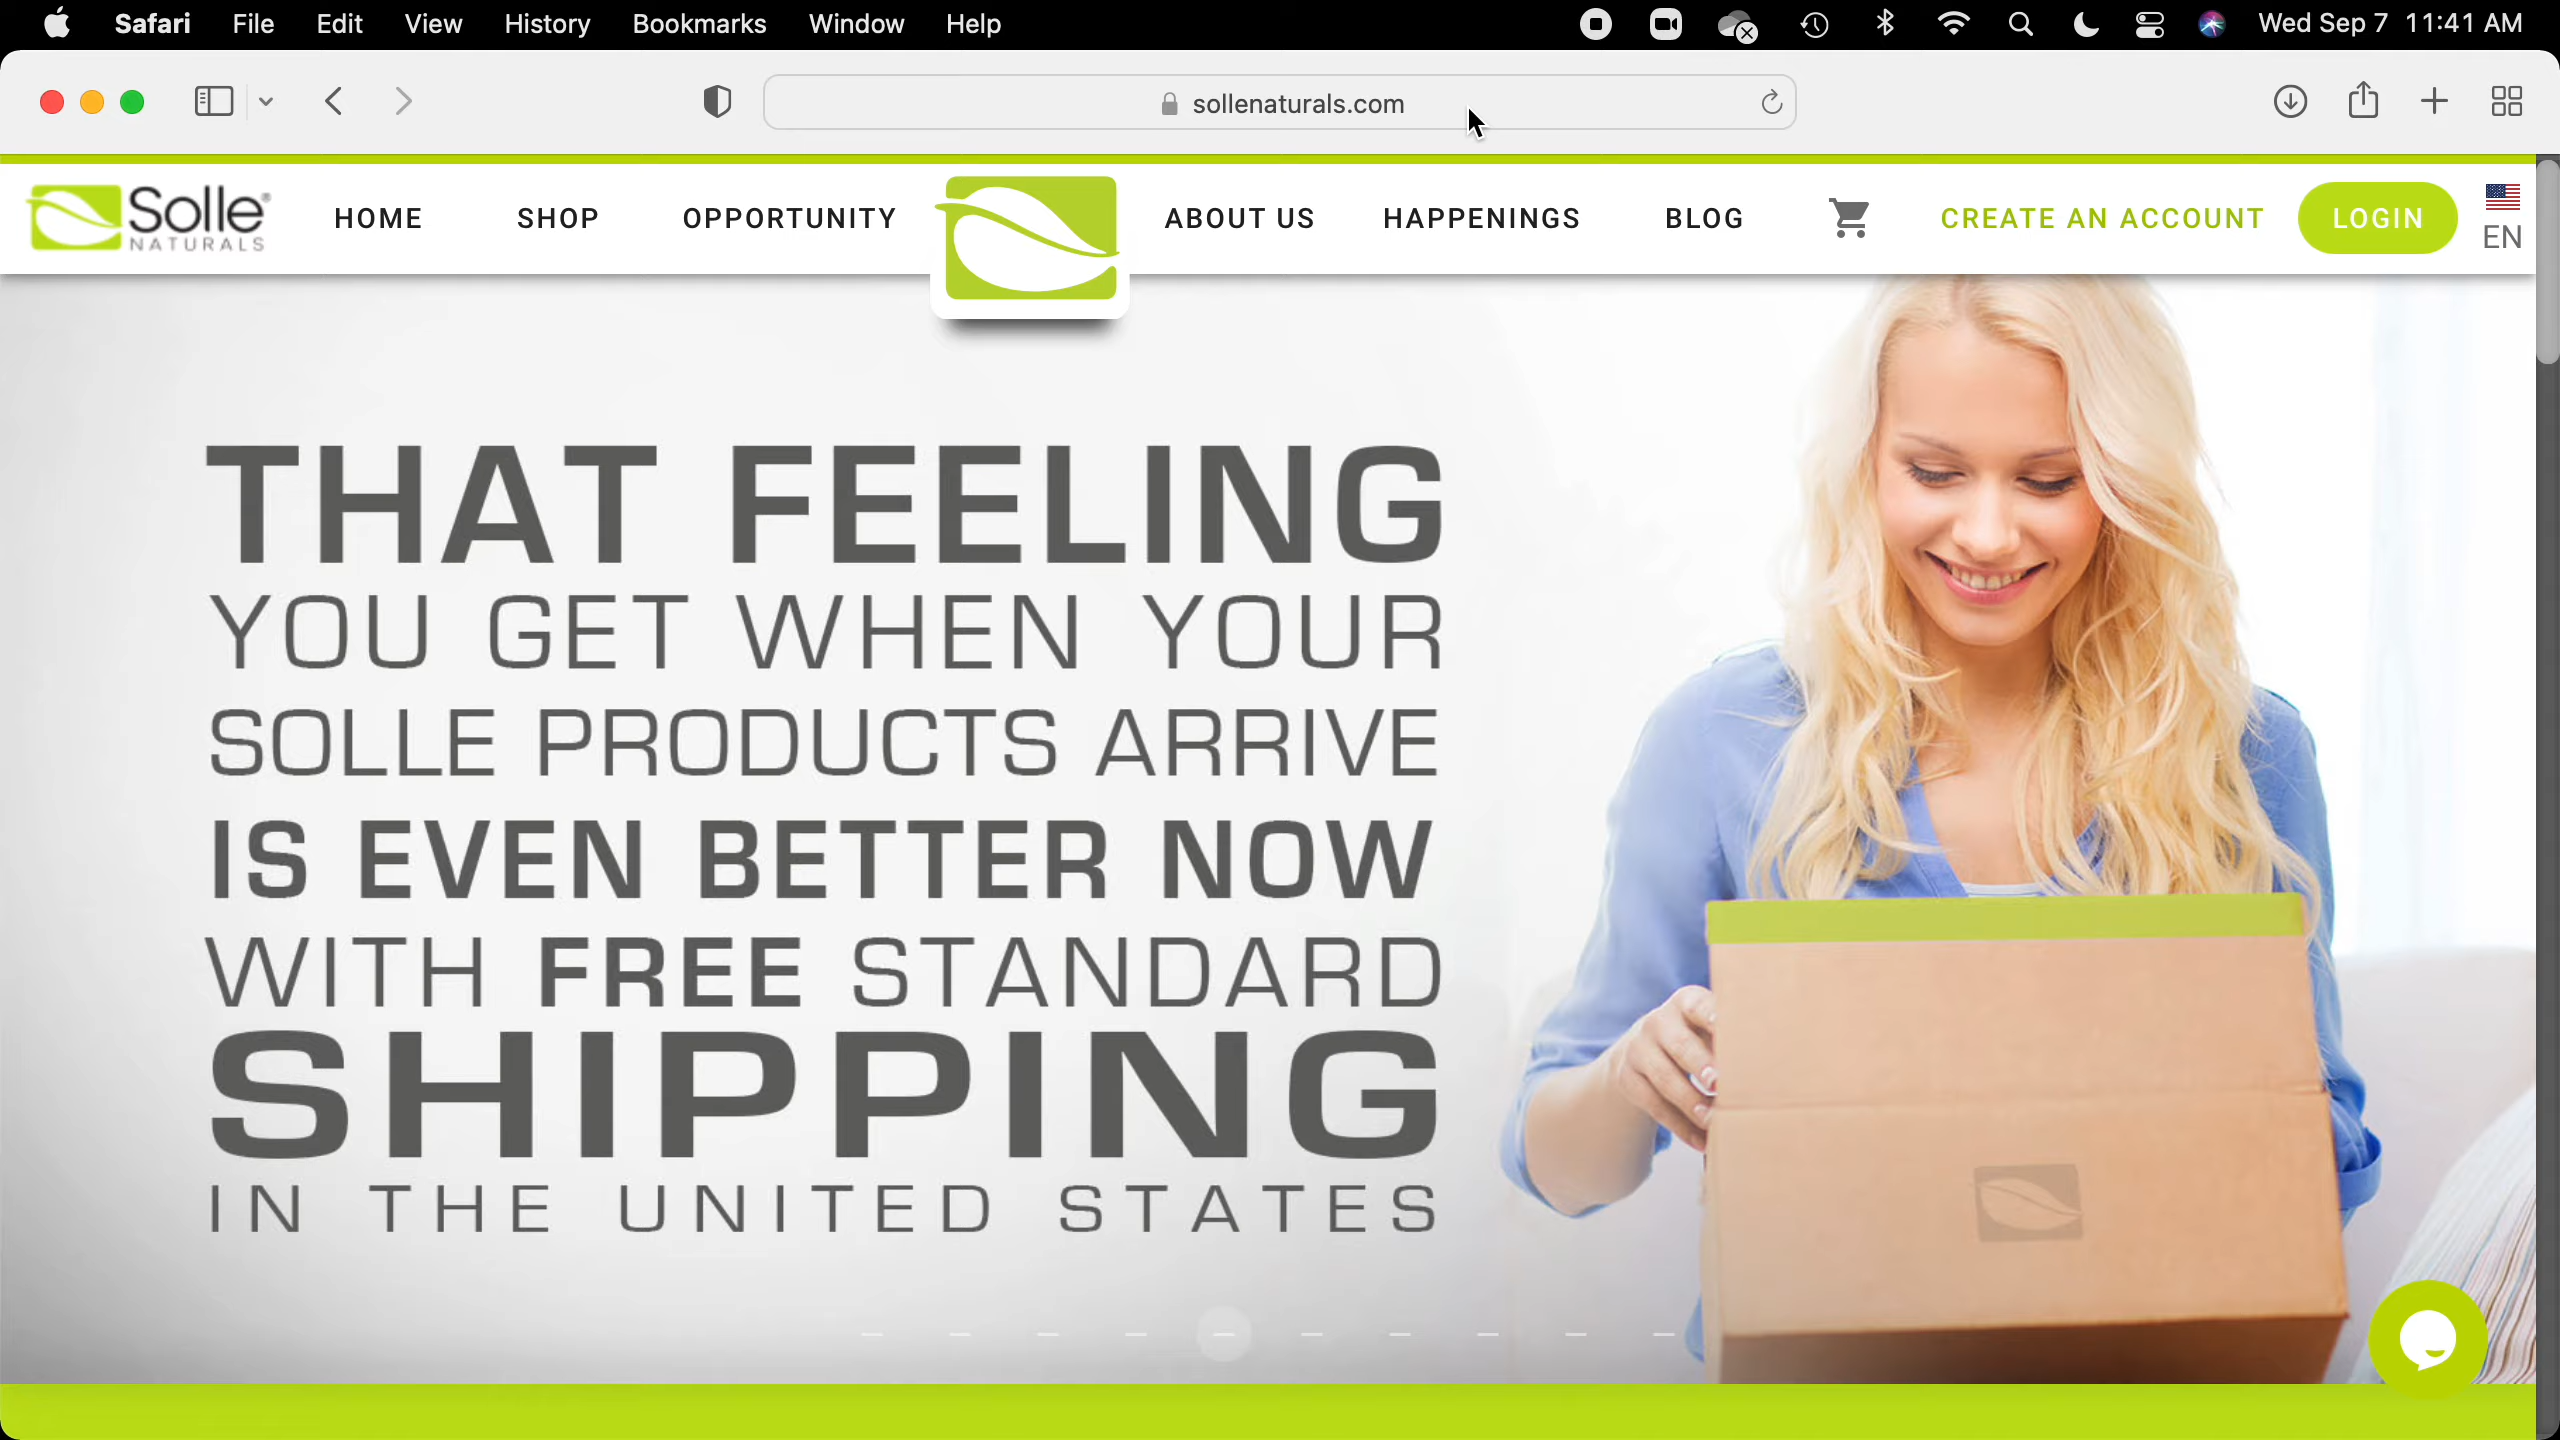 Safari File Edit View History Bookmarks Window Help Wed Sep 7 11:41 AM
sollenaturals.com
Solle®
NATURALS
HOME SHOP OPPORTUNITY ABOUT US HAPPENINGS BLOG CREATE AN ACCOUNT LOGIN
EN
THAT FEELING
YOU GET WHEN YOUR
SOLLE PRODUCTS ARRIVE
IS EVEN BETTER NOW
WITH FREE STANDARD
SHIPPING
IN THE UNITED STATES